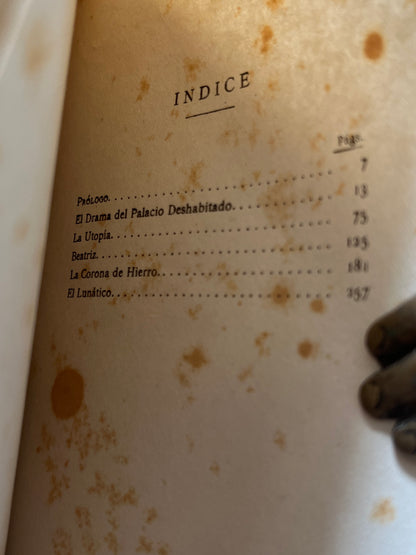 INDICE
Págs.
PRÓLOGO. . . . . . . . . . . . . . . . . . . . . . . . . . . . 7
El Drama del Palacio Deshabitado. . . . . . . . . . . . 13
La Utopía. . . . . . . . . . . . . . . . . . . . . . . . . . . . 75
Beatriz. . . . . . . . . . . . . . . . . . . . . . . . . . . . . . 125
La Corona de Hierro. . . . . . . . . . . . . . . . . . . . . 181
El Lunático. . . . . . . . . . . . . . . . . . . . . . . . . . . 257